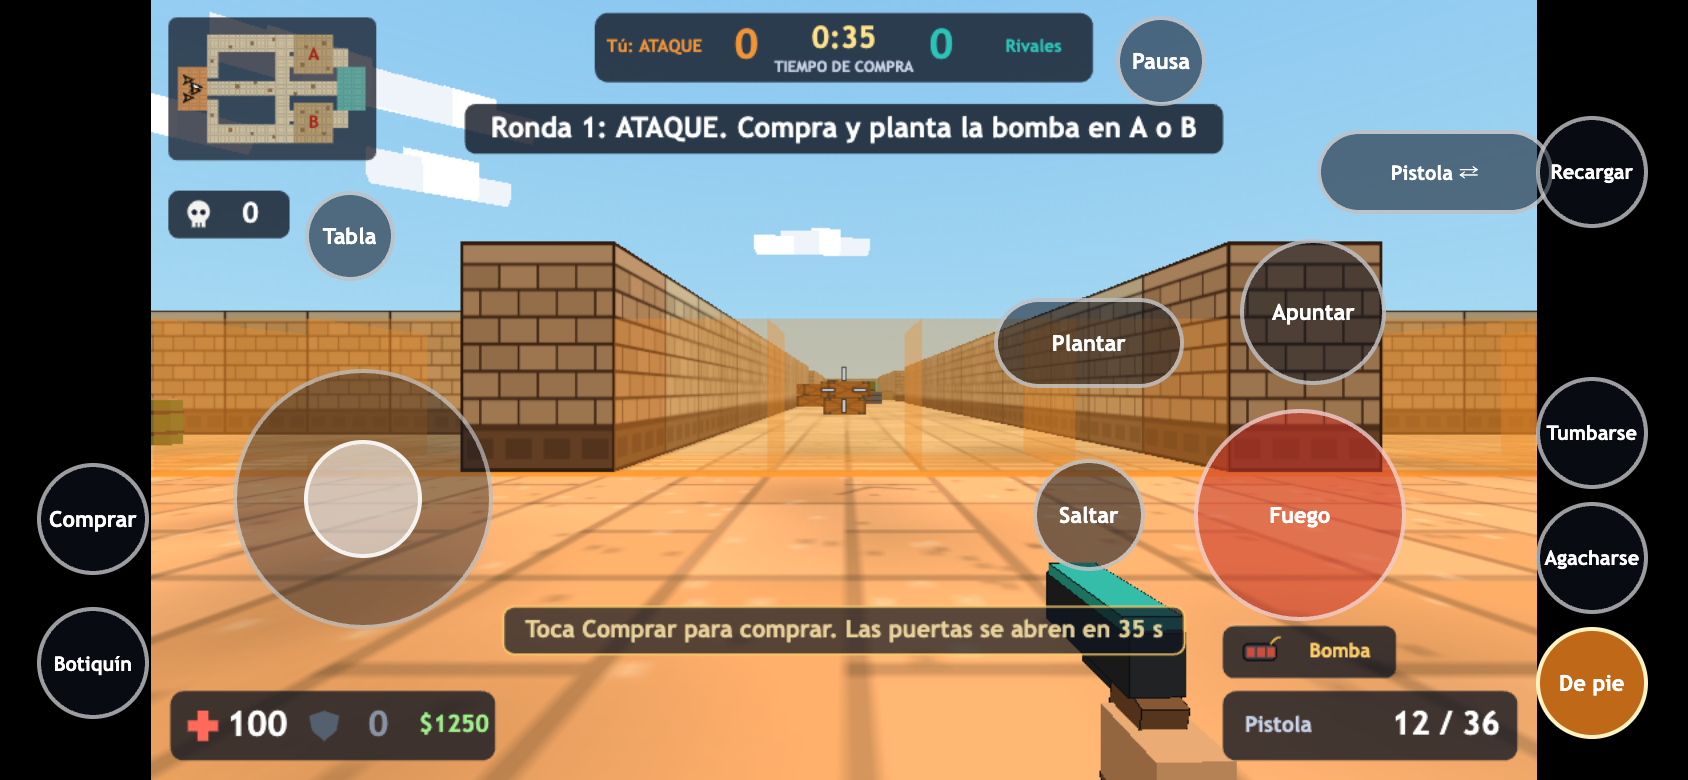 A
B
Tú: ATAQUE 0 0:35 0 Rivales
TIEMPO DE COMPRA
Pausa
Ronda 1: ATAQUE. Compra y planta la bomba en A o B
Pistola ⇄
Recargar
0
Tabla
Apuntar
Plantar
Tumbarse
Comprar
Saltar
Fuego
Agacharse
Toca Comprar para comprar. Las puertas se abren en 35 s
Bomba
Botiquín
De pie
100 0 $1250
Pistola 12 / 36